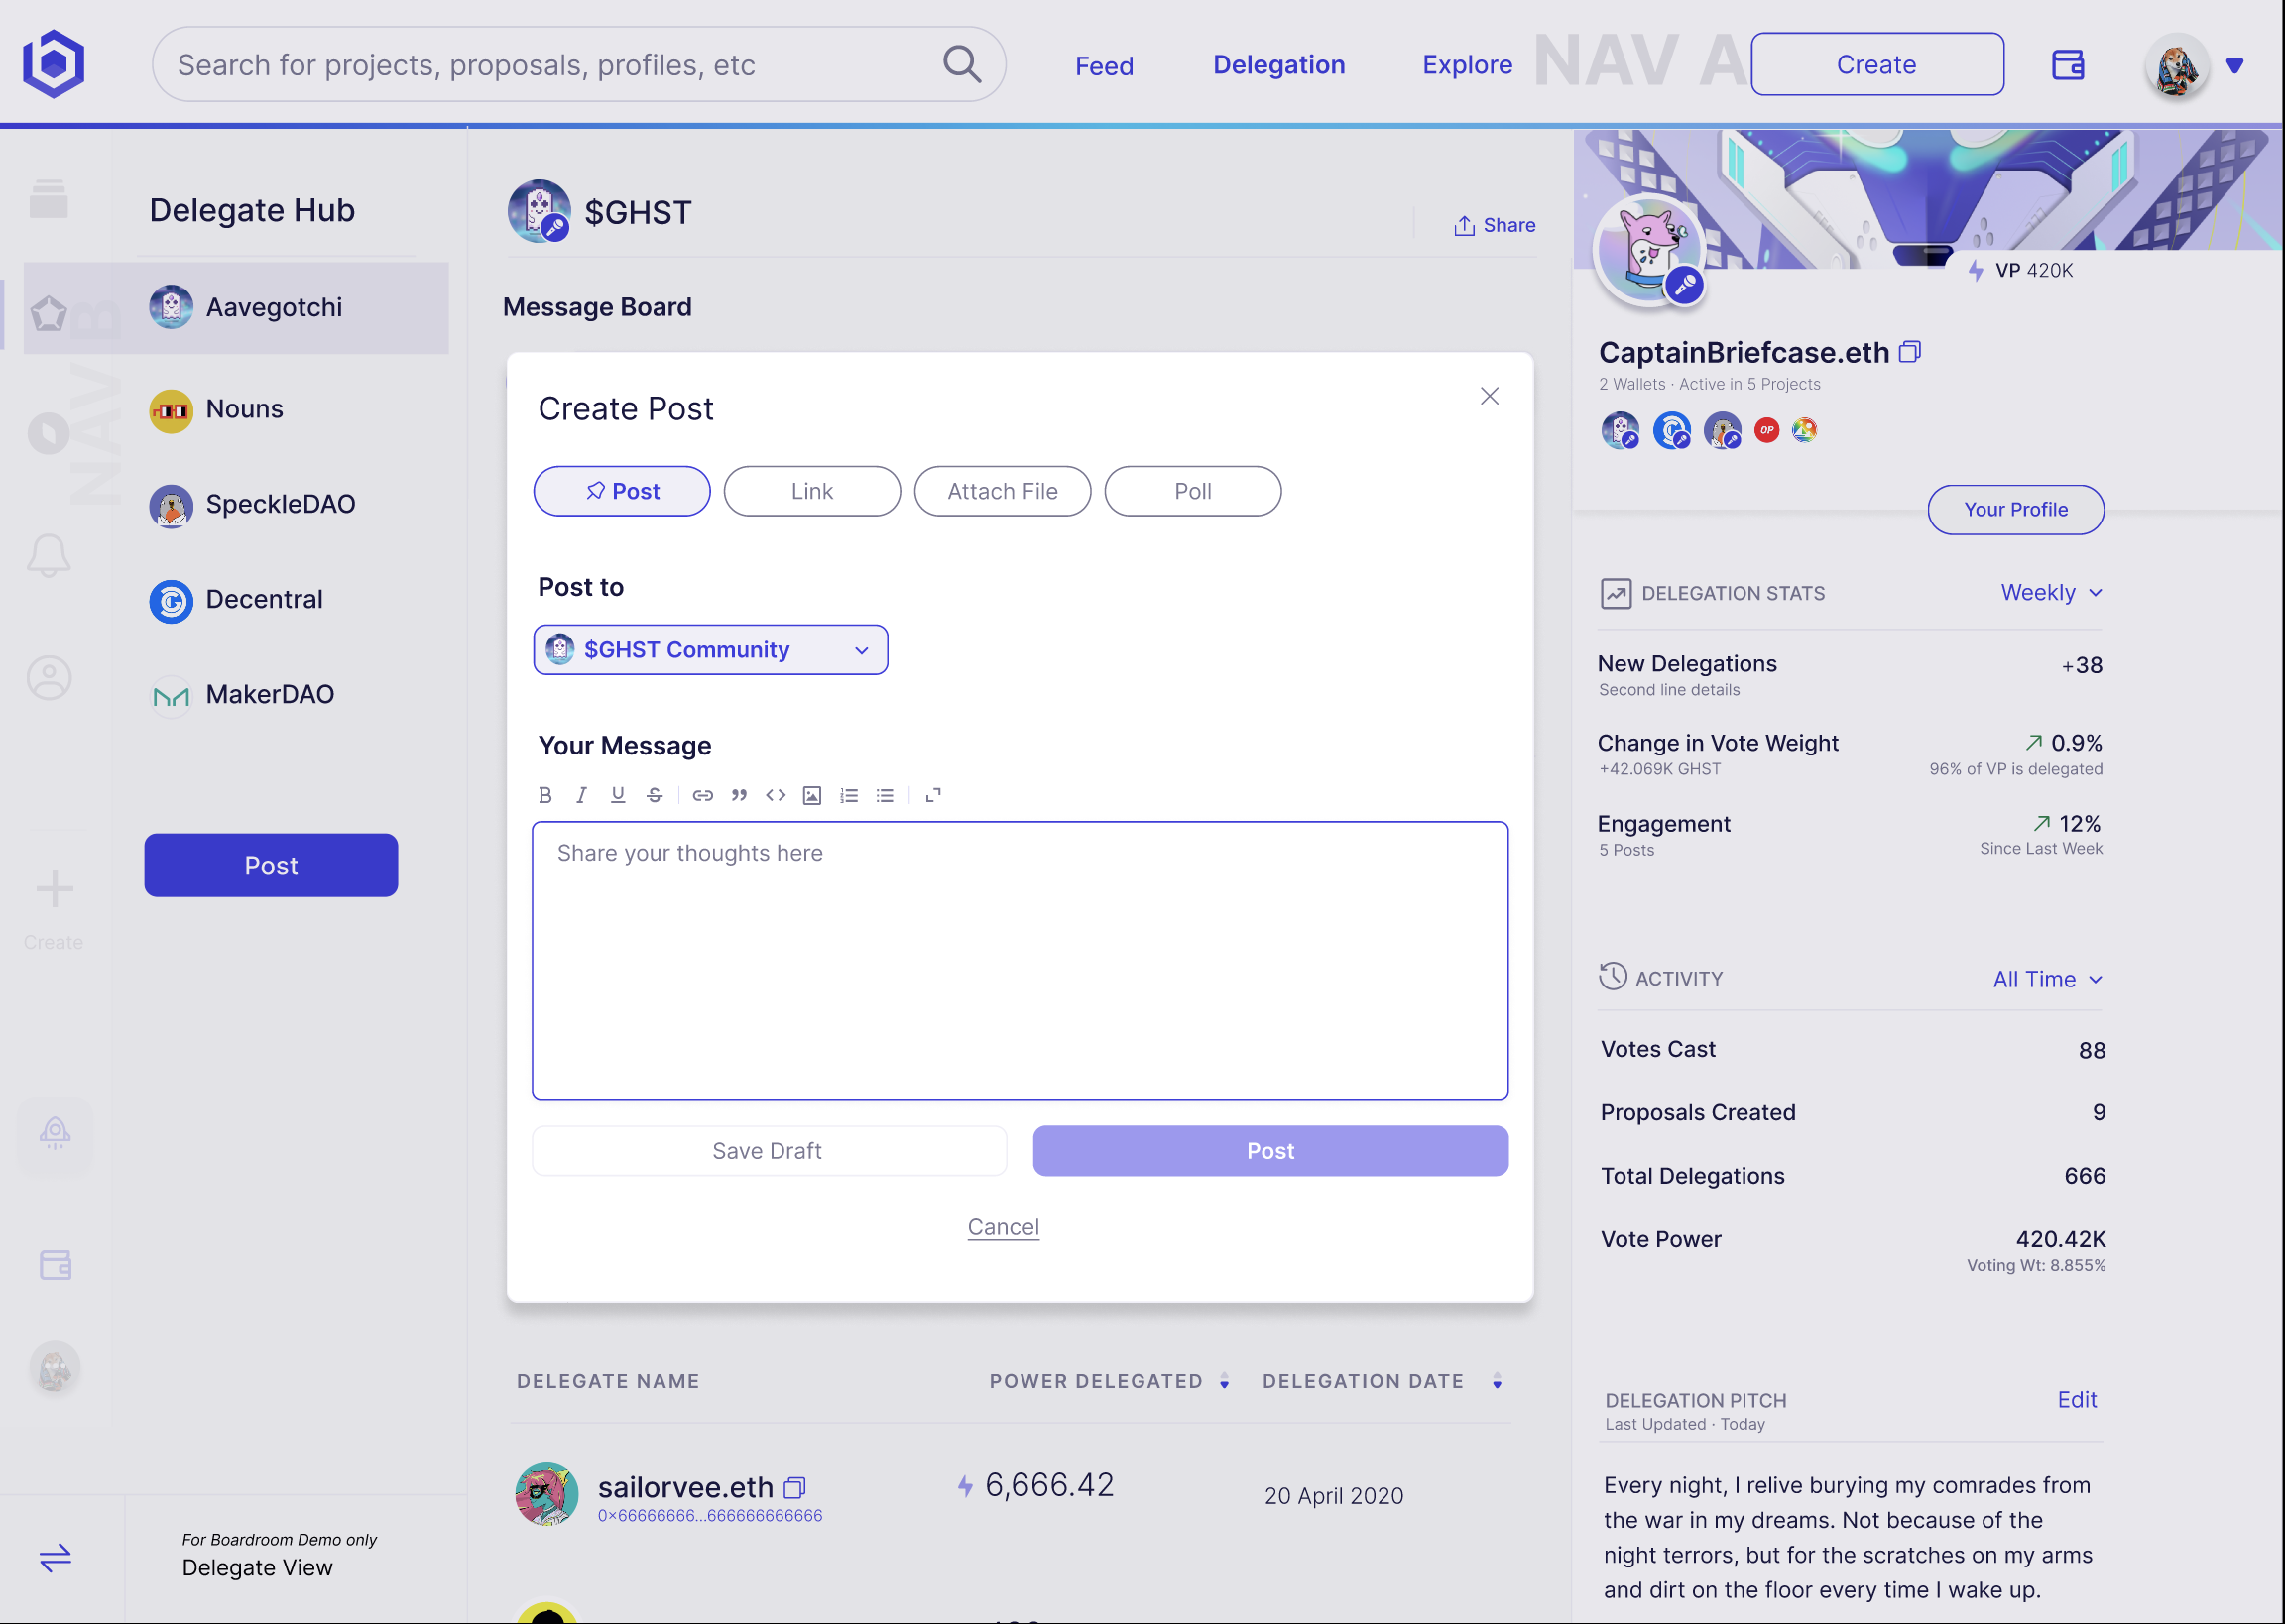 Search for projects, proposals, profiles, etc
Feed
Delegation
Explore
NAV A
Create
Delegate Hub
NAV B
Aavegotchi
Nouns
SpeckleDAO
Decentral
MakerDAO
Post
Create
For Boardroom Demo only
Delegate View
$GHST
Share
Message Board
Create Post
Post
Link
Attach File
Poll
Post to
$GHST Community
Your Message
B I U S
Share your thoughts here
Save Draft
Post
Cancel
DELEGATE NAME
POWER DELEGATED
DELEGATION DATE
sailorvee.eth
0x66666666...666666666666
6,666.42
20 April 2020
VP 420K
CaptainBriefcase.eth
2 Wallets · Active in 5 Projects
OP
Your Profile
DELEGATION STATS
Weekly
New Delegations
+38
Second line details
Change in Vote Weight
0.9%
+42.069K GHST
96% of VP is delegated
Engagement
12%
5 Posts
Since Last Week
ACTIVITY
All Time
Votes Cast
88
Proposals Created
9
Total Delegations
666
Vote Power
420.42K
Voting Wt: 8.855%
DELEGATION PITCH
Edit
Last Updated · Today
Every night, I relive burying my comrades from
the war in my dreams. Not because of the
night terrors, but for the scratches on my arms
and dirt on the floor every time I wake up.